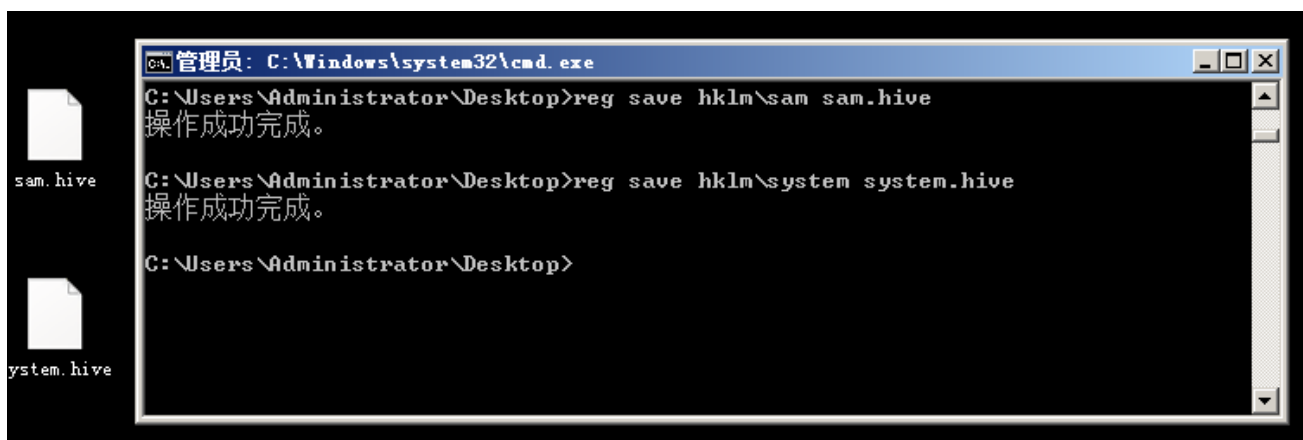 管理员: C:\Windows\system32\cmd.exe
C:\Users\Administrator\Desktop>reg save hklm\sam sam.hive
操作成功完成。
C:\Users\Administrator\Desktop>reg save hklm\system system.hive
操作成功完成。
C:\Users\Administrator\Desktop>
sam.hive
ystem.hive